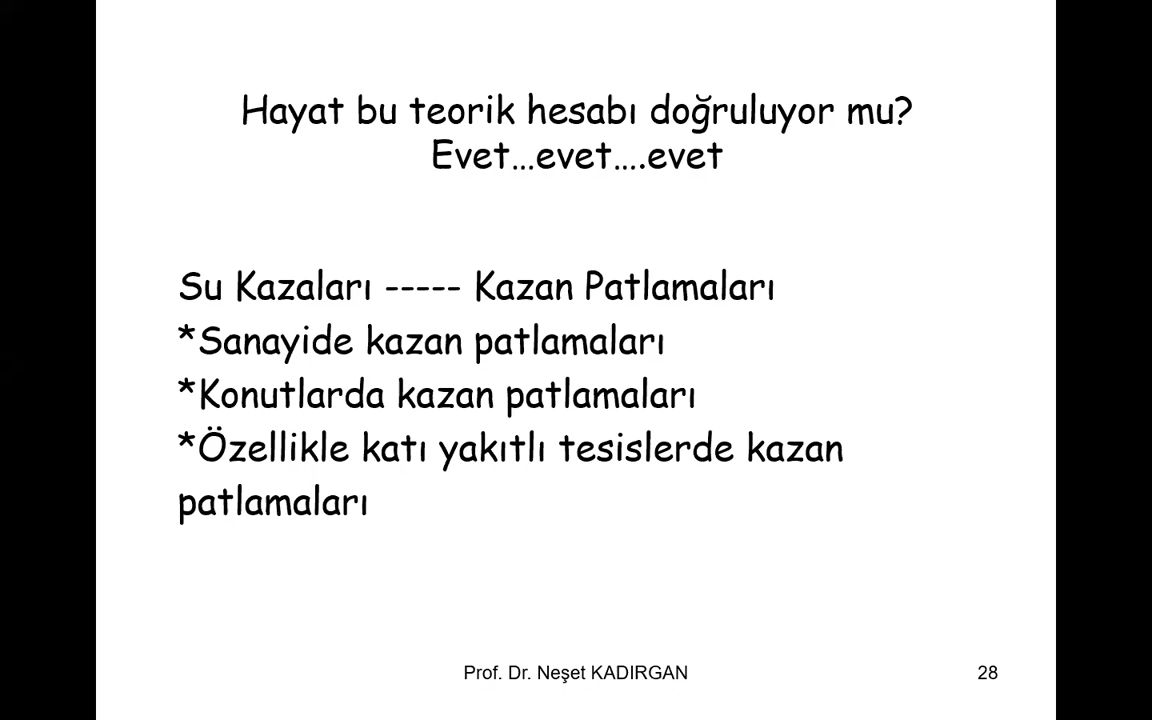 Hayat bu teorik hesabı doğruluyor mu?
Evet…evet….evet
Su Kazaları ----- Kazan Patlamaları
*Sanayide kazan patlamaları
*Konutlarda kazan patlamaları
*Özellikle katı yakıtlı tesislerde kazan
patlamaları
Prof. Dr. Neşet KADIRGAN
28